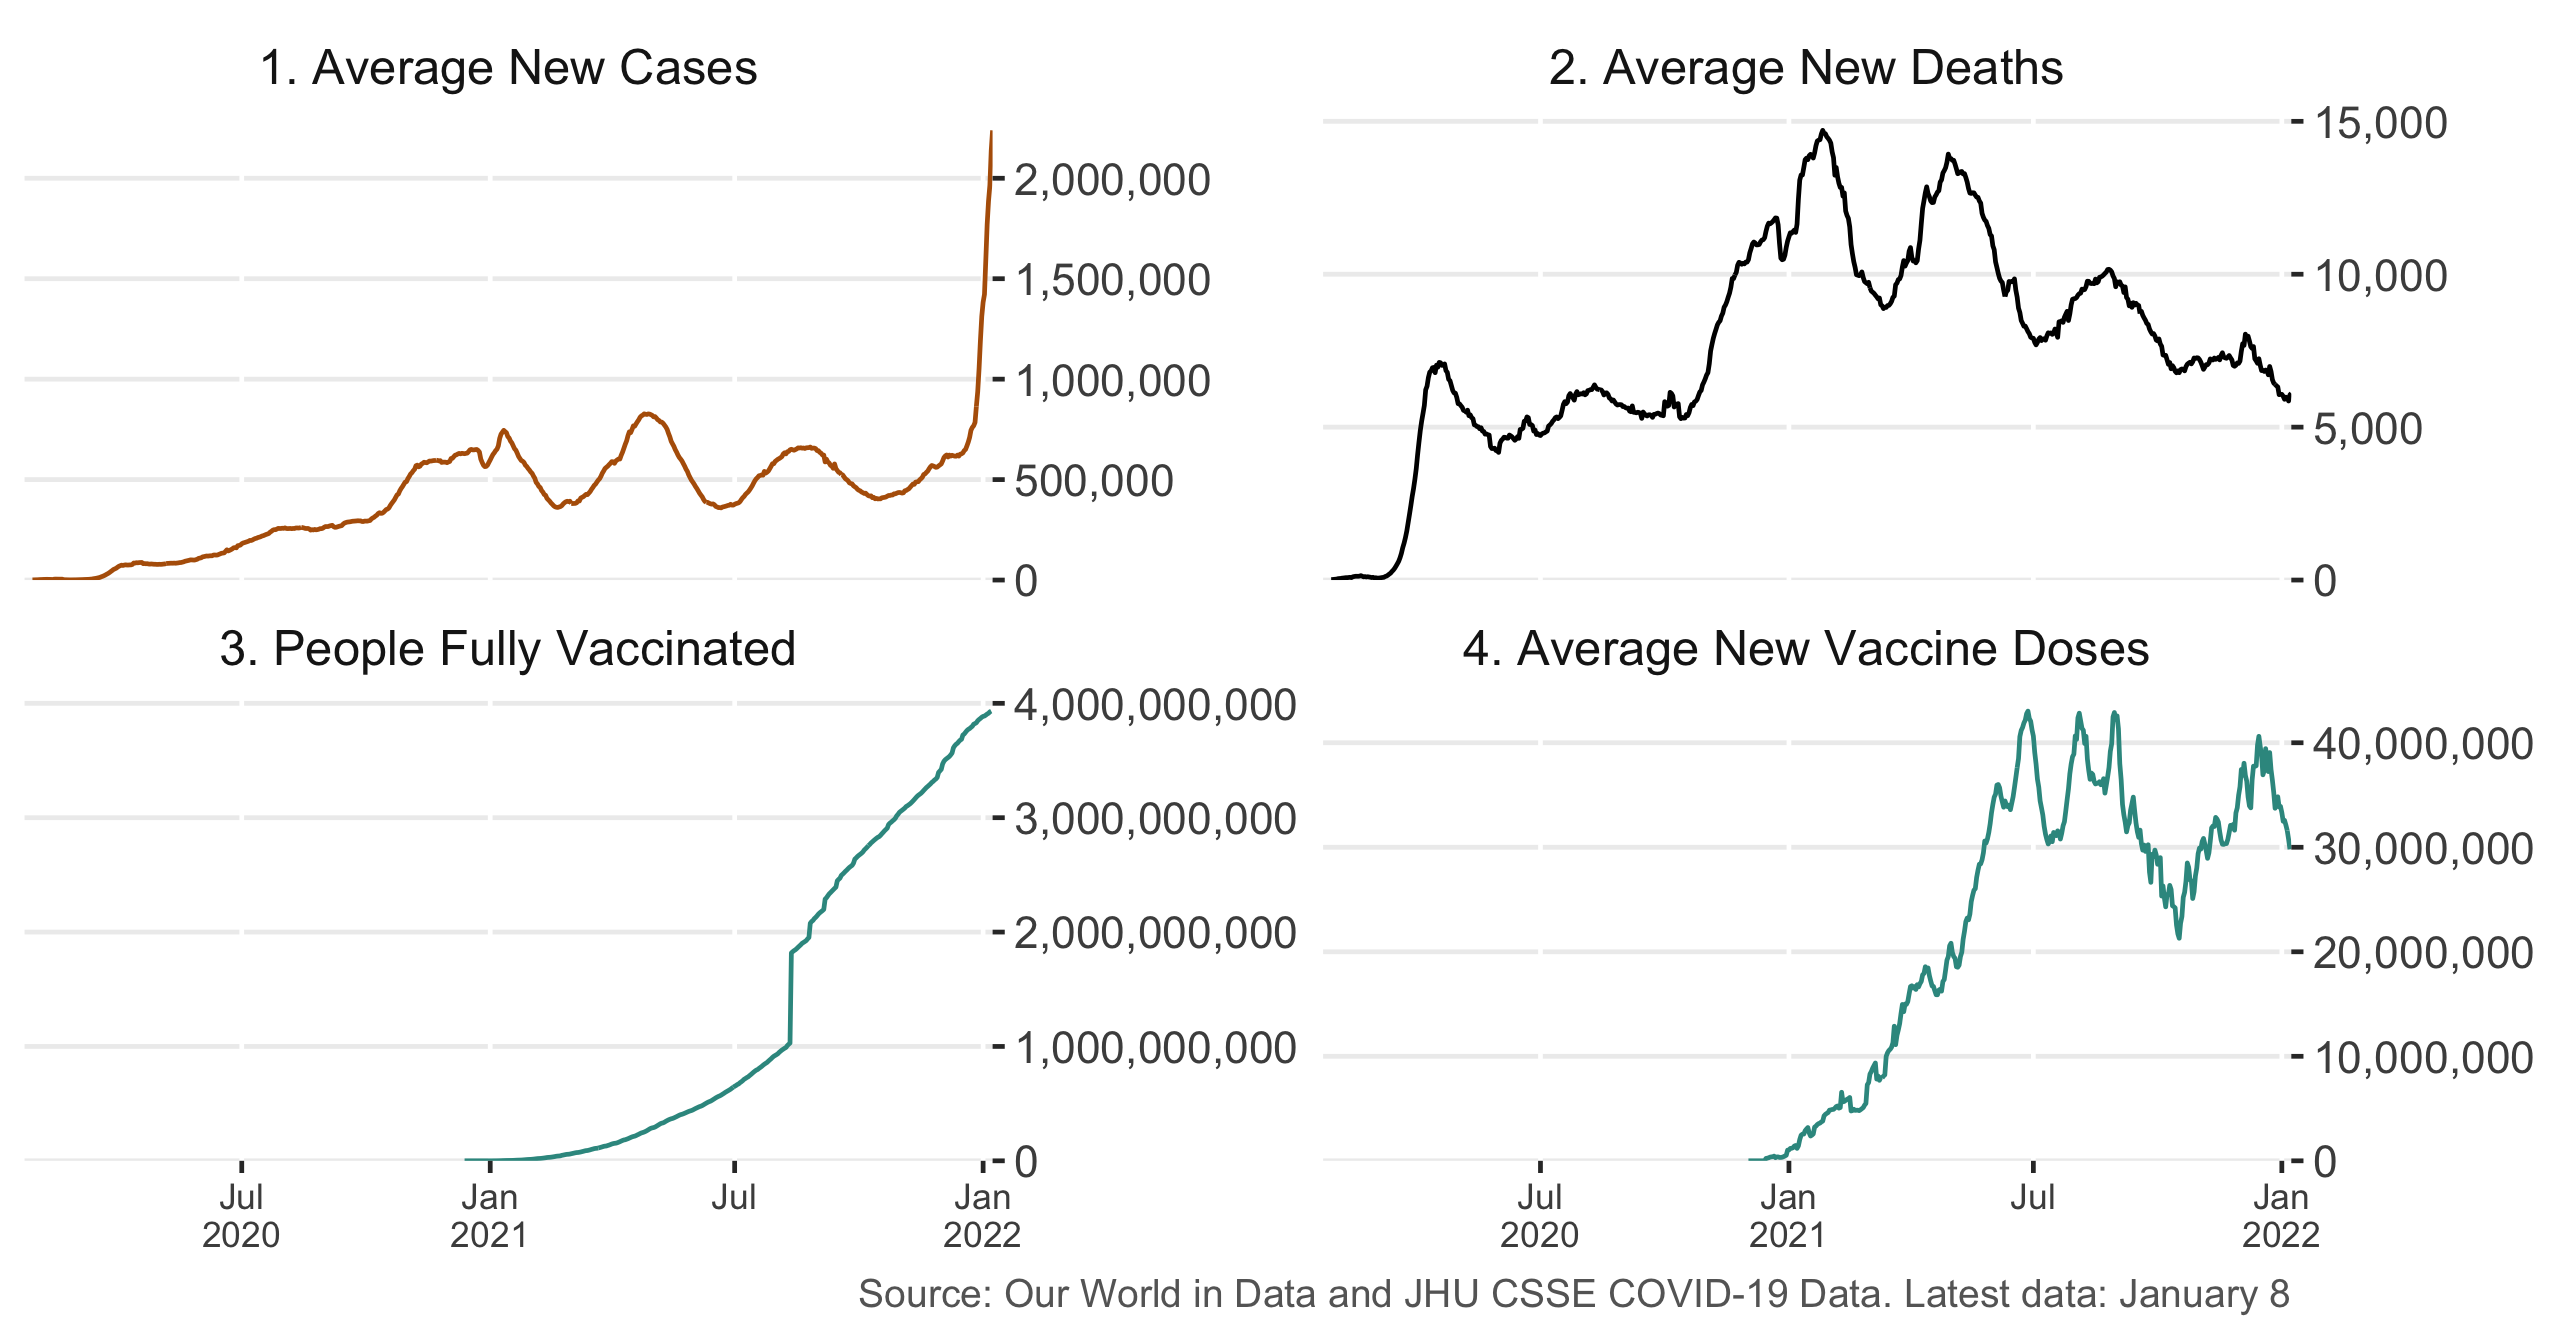 1. Average New Cases
2,000,000
1,500,000
1,000,000
500,000
0
2. Average New Deaths
15,000
10,000
5,000
0
3. People Fully Vaccinated
4,000,000,000
3,000,000,000
2,000,000,000
1,000,000,000
0
Jul Jan Jul Jan
2020 2021 2022
4. Average New Vaccine Doses
40,000,000
30,000,000
20,000,000
10,000,000
0
Jul Jan Jul Jan
2020 2021 2022
Source: Our World in Data and JHU CSSE COVID-19 Data. Latest data: January 8